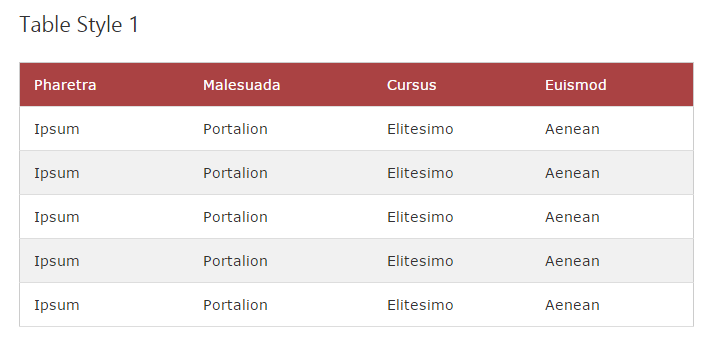 Table Style 1
Pharetra Malesuada Cursus Euismod
Ipsum Portalion Elitesimo Aenean
Ipsum Portalion Elitesimo Aenean
Ipsum Portalion Elitesimo Aenean
Ipsum Portalion Elitesimo Aenean
Ipsum Portalion Elitesimo Aenean